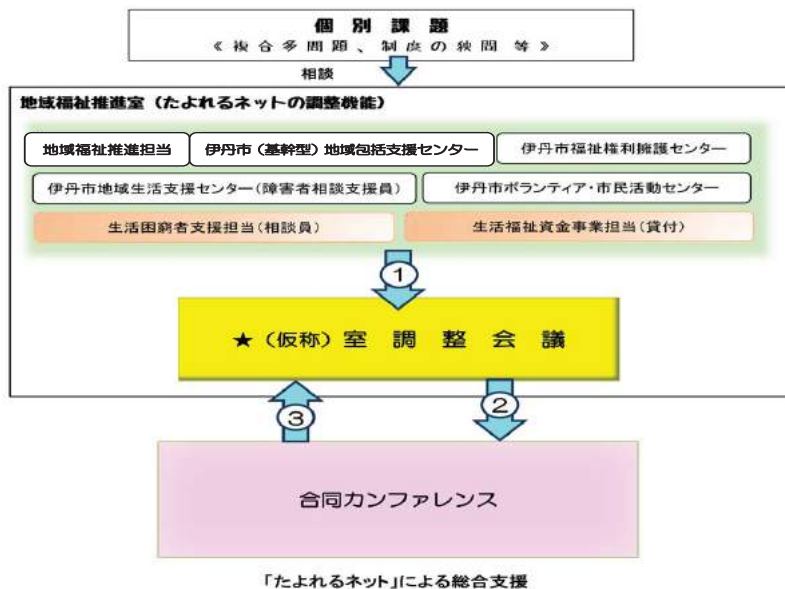 個別課題
《複合多問題、制度の狭間 等》
相談
地域福祉推進室（たよれるネットの調整機能）
地域福祉推進担当
伊丹市（基幹型）地域包括支援センター
伊丹市福祉権利擁護センター
伊丹市地域生活支援センター（障害者相談支援員）
伊丹市ボランティア・市民活動センター
生活困窮者支援担当（相談員）
生活福祉資金事業担当（貸付）
①
★（仮称）室調整会議
③
②
合同カンファレンス
「たよれるネット」による総合支援